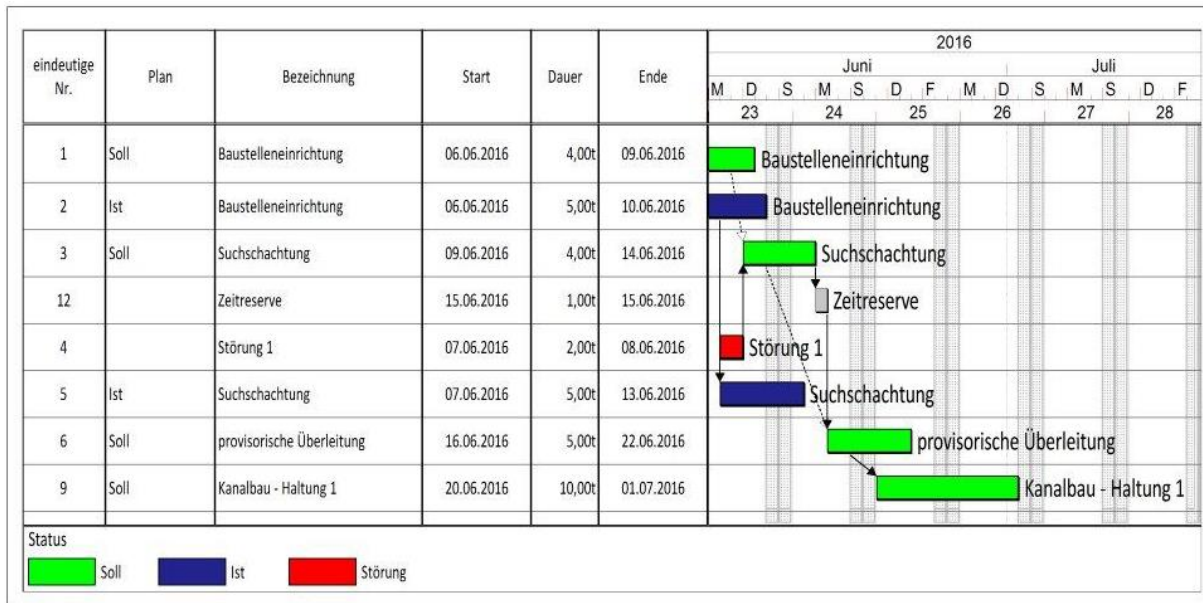 eindeutige Nr. Plan Bezeichnung Start Dauer Ende
2016
Juni Juli
M D S M S D F M D S M S D F
23 24 25 26 27 28
1 Soll Baustelleneinrichtung 06.06.2016 4,00t 09.06.2016 Baustelleneinrichtung
2 Ist Baustelleneinrichtung 06.06.2016 5,00t 10.06.2016 Baustelleneinrichtung
3 Soll Suchschachtung 09.06.2016 4,00t 14.06.2016 Suchschachtung
12 Zeitreserve 15.06.2016 1,00t 15.06.2016 Zeitreserve
4 Störung 1 07.06.2016 2,00t 08.06.2016 Störung 1
5 Ist Suchschachtung 07.06.2016 5,00t 13.06.2016 Suchschachtung
6 Soll provisorische Überleitung 16.06.2016 5,00t 22.06.2016 provisorische Überleitung
9 Soll Kanalbau - Haltung 1 20.06.2016 10,00t 01.07.2016 Kanalbau - Haltung 1
Status
Soll Ist Störung